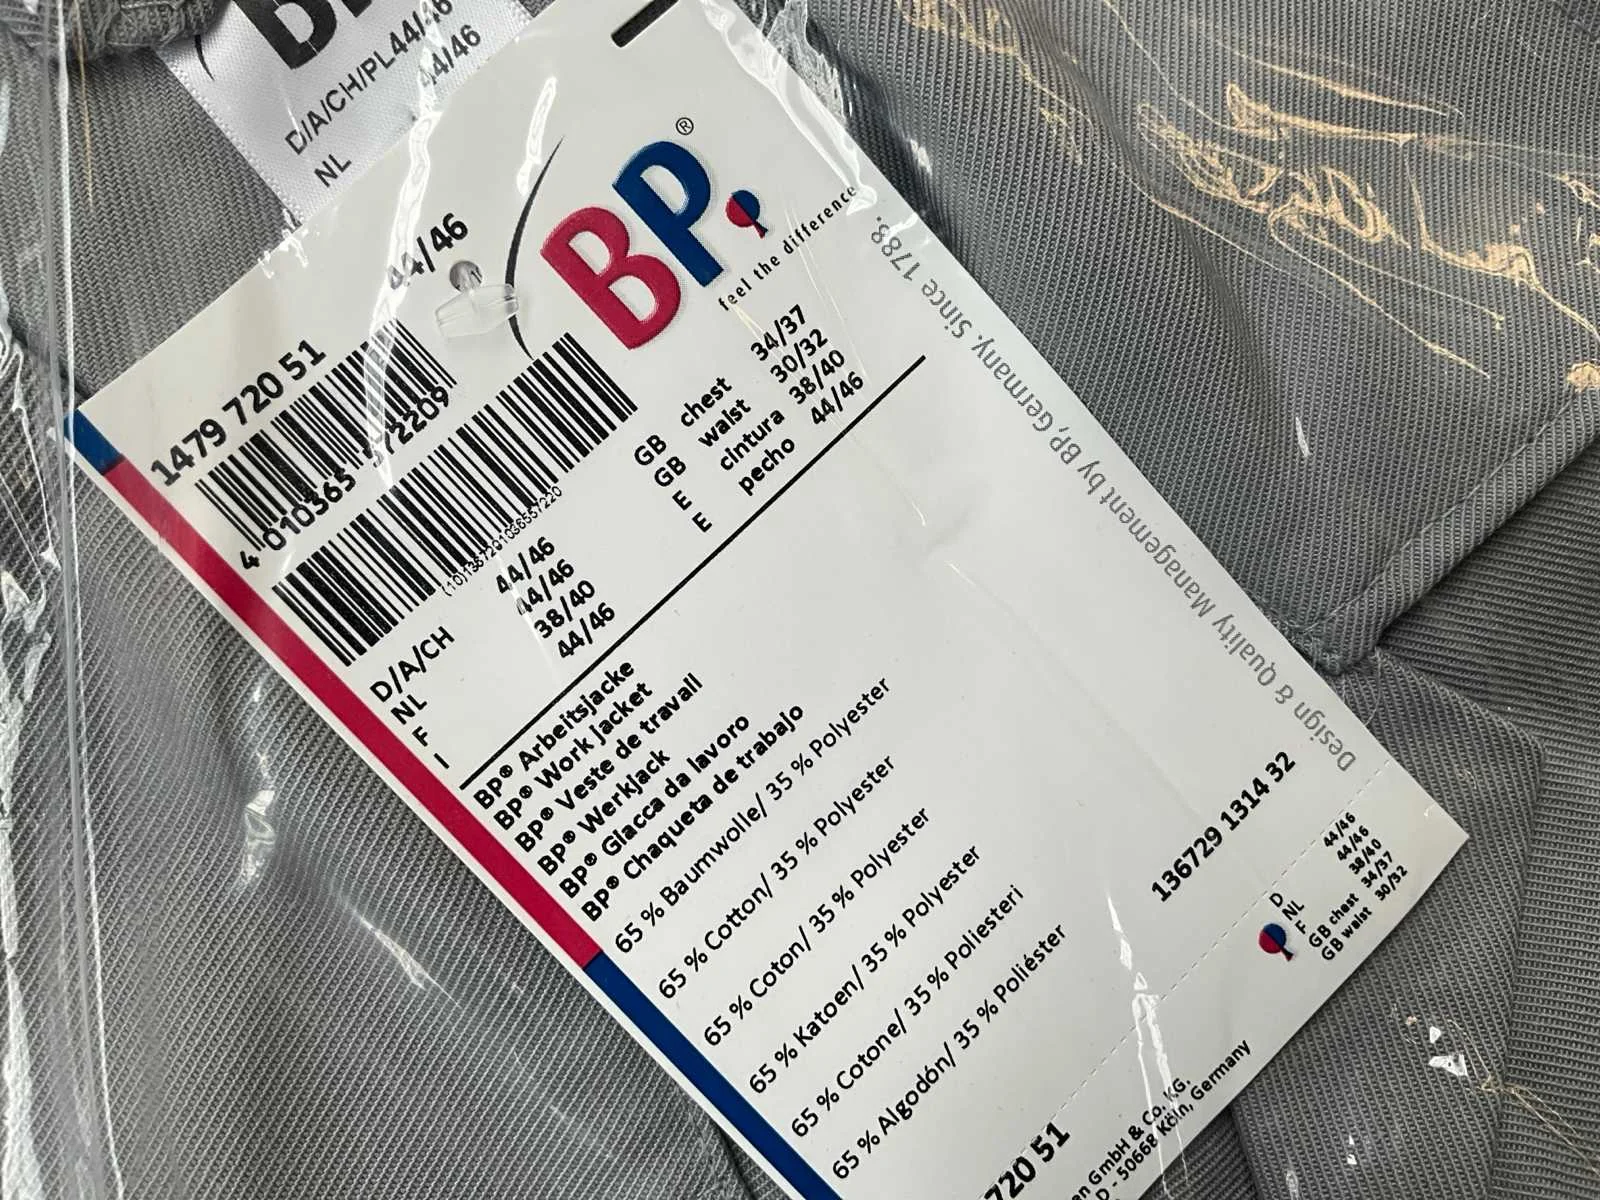 D/A/CH/PL 44/46
NL 44/46
44/46
BP®
feel the difference
1479 720 51
4 010365 572209
(10)1367291036557220
D/A/CH 44/46
NL 44/46
F 38/40
I 44/46
GB chest 34/37
GB waist 30/32
E cintura 38/40
E pecho 44/46
BP® Arbeitsjacke
BP® Work jacket
BP® Veste de travail
BP® Werkjack
BP® Giacca da lavoro
BP® Chaqueta de trabajo
65 % Baumwolle/ 35 % Polyester
65 % Cotton/ 35 % Polyester
65 % Coton/ 35 % Polyester
65 % Katoen/ 35 % Polyester
65 % Cotone/ 35 % Poliesteri
65 % Algodón/ 35 % Poliéster
Design & Quality Management by BP, Germany. Since 1788.
136729 1314 32
D 44/46
NL 44/46
F 38/40
GB chest 34/37
GB waist 30/32
720 51
GmbH & Co. KG.
D - 50668 Köln, Germany